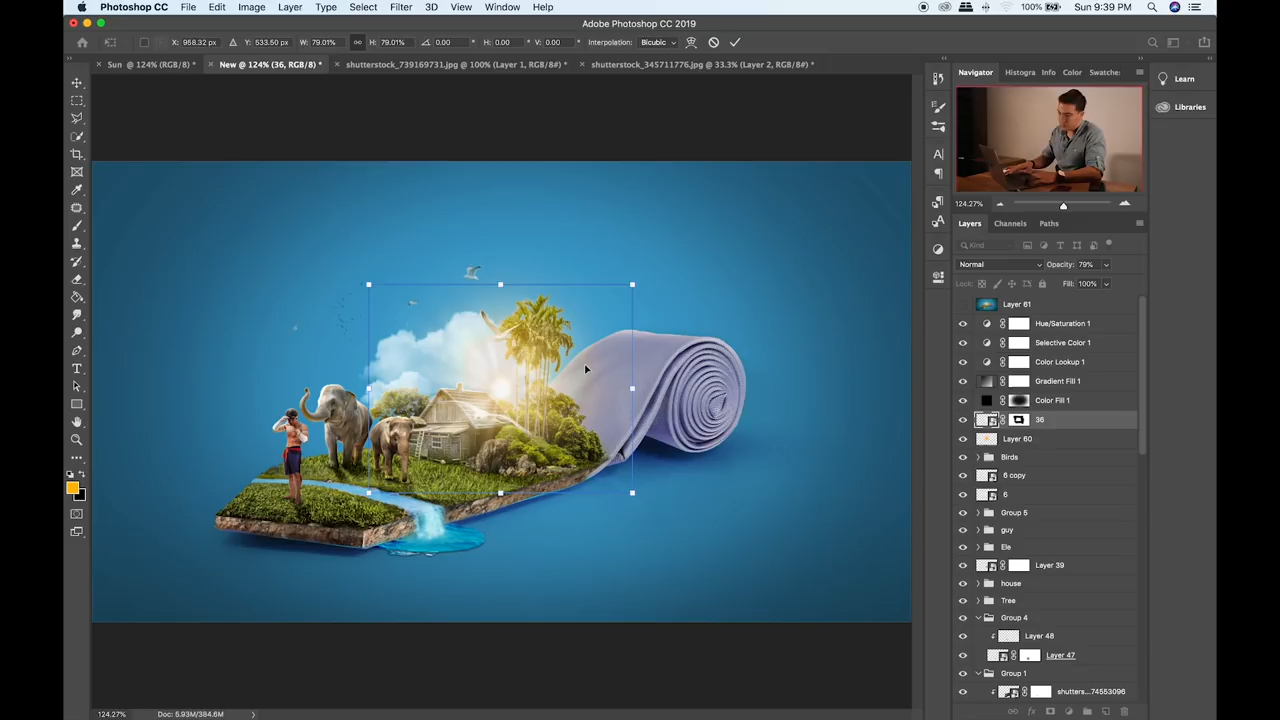 Photoshop CC File Edit Image Layer Type Select Filter 3D View Window Help 100% Sun 9:39 PM
Adobe Photoshop CC 2019
X: 958.32 px Y: 533.50 px W: 79.01% H: 79.01% 0.00 ° H: 0.00 ° V: 0.00 ° Interpolation: Bicubic
Sun @ 124% (RGB/8) * New @ 124% (36, RGB/8) * shutterstock_739169731.jpg @ 100% (Layer 1, RGB/8#) * shutterstock_345711776.jpg @ 33.3% (Layer 2, RGB/8#) *
Navigator Histogra Info Color Swatche:
Learn
Libraries
124.27%
Layers Channels Paths
Kind
Normal Opacity: 79%
Lock: Fill: 100%
Layer 61
Hue/Saturation 1
Selective Color 1
Color Lookup 1
Gradient Fill 1
Color Fill 1
36
Layer 60
Birds
6 copy
6
Group 5
guy
Ele
Layer 39
house
Tree
Group 4
Layer 48
Layer 47
Group 1
shutters...74553096
124.27% Doc: 5.93M/384.6M